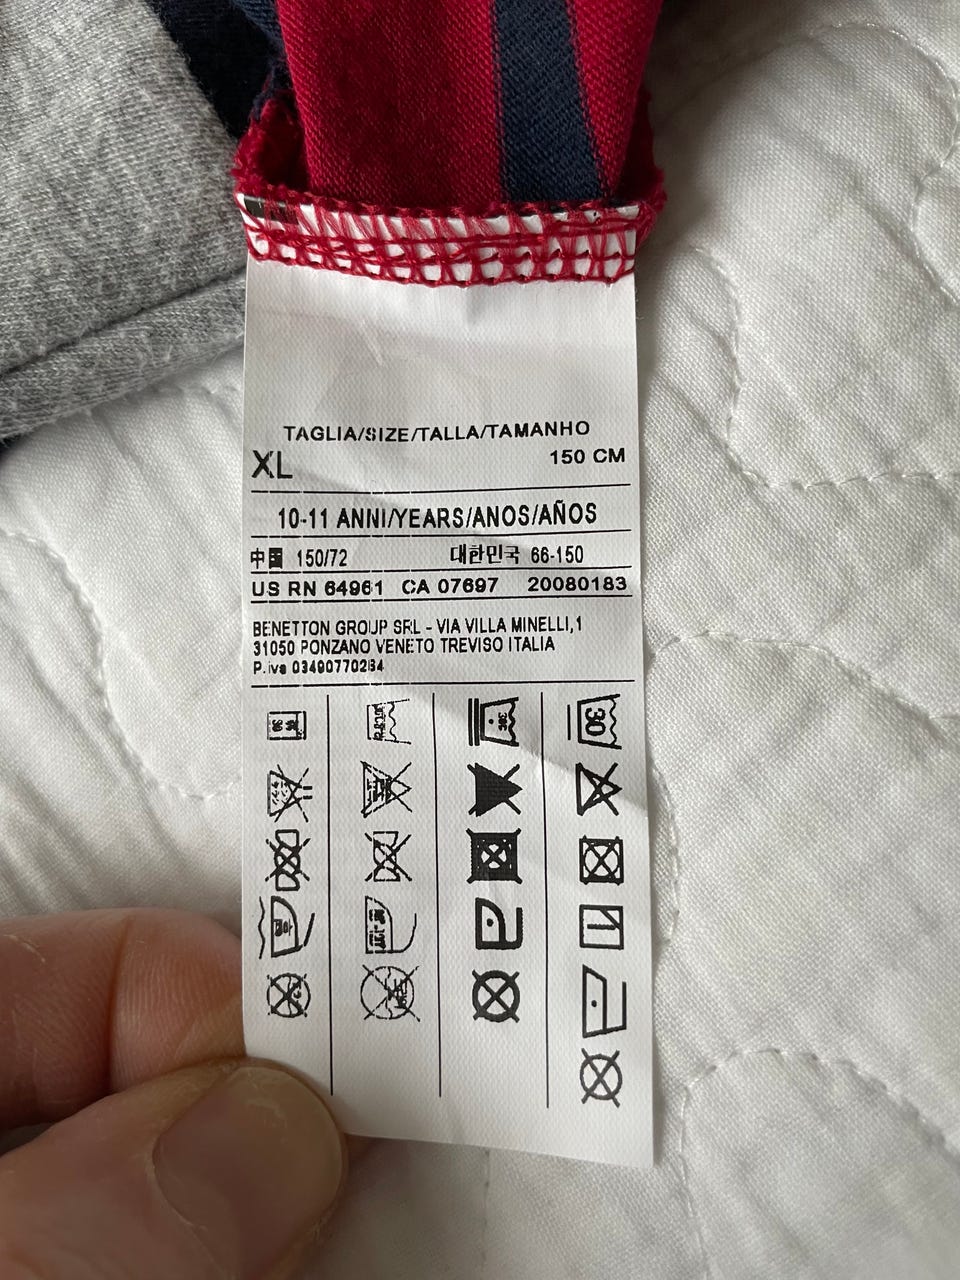 TAGLIA/SIZE/TALLA/TAMANHO
XL 150 CM
10-11 ANNI/YEARS/ANOS/AÑOS
中国 150/72 대한민국 66-150
US RN 64961 CA 07697 20080183
BENETTON GROUP SRL - VIA VILLA MINELLI,1
31050 PONZANO VENETO TREVISO ITALIA
P.iva 03490770264
30